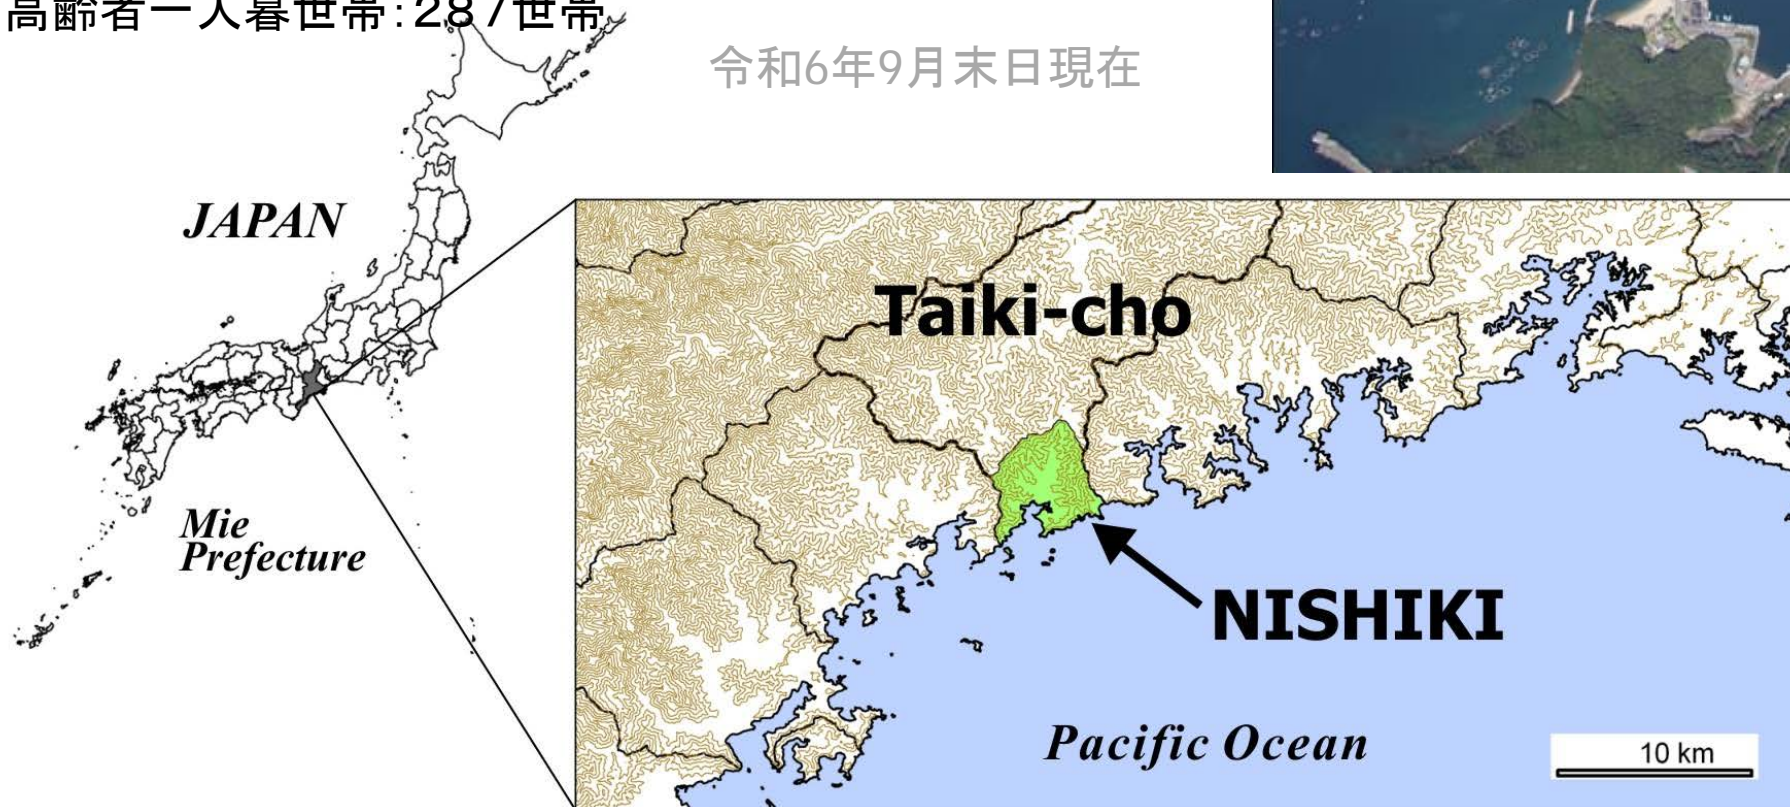 高齢者一人暮世帯:287世帯
令和6年9月末日現在
JAPAN
Taiki-cho
Mie
Prefecture
NISHIKI
Pacific Ocean
10 km